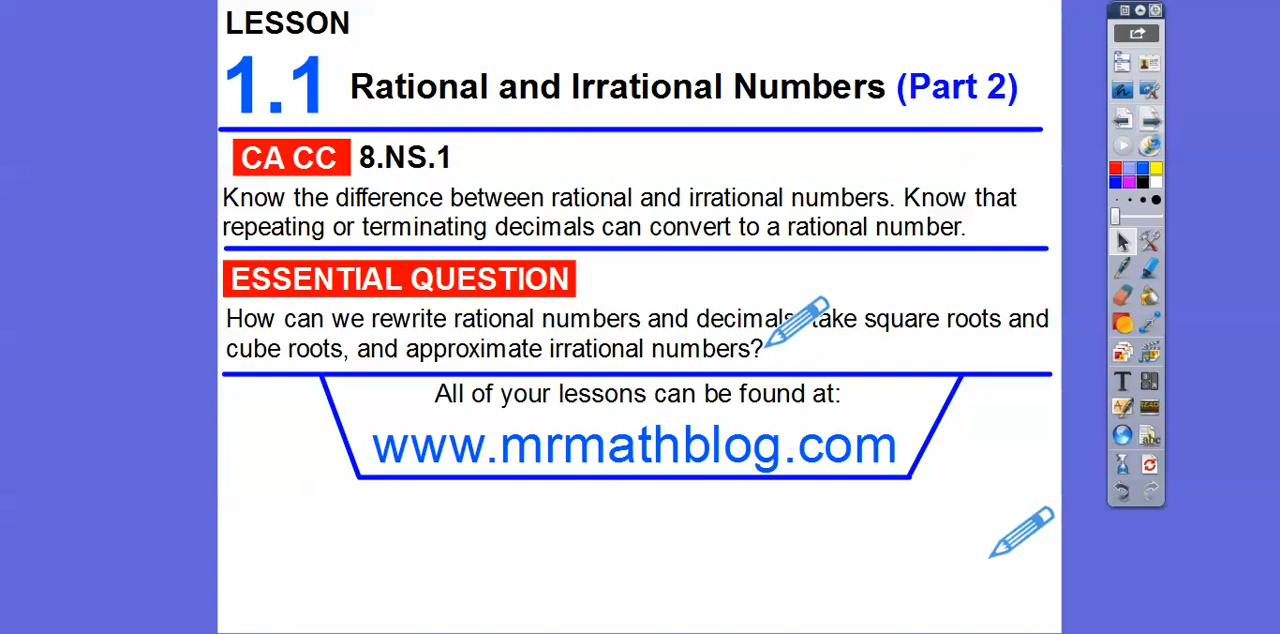 LESSON
1.1 Rational and Irrational Numbers (Part 2)
CA CC 8.NS.1
Know the difference between rational and irrational numbers. Know that
repeating or terminating decimals can convert to a rational number.
ESSENTIAL QUESTION
How can we rewrite rational numbers and decimals, take square roots and
cube roots, and approximate irrational numbers?
All of your lessons can be found at:
www.mrmathblog.com